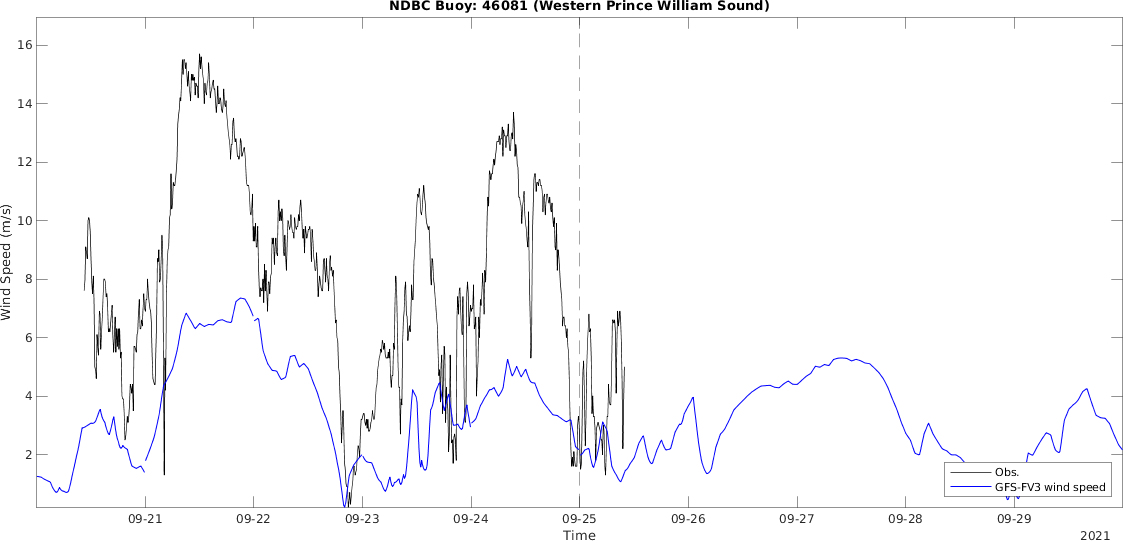 NDBC Buoy: 46081 (Western Prince William Sound)
16
14
12
10
8
6
4
2
Wind Speed (m/s)
Obs.
GFS-FV3 wind speed
09-21 09-22 09-23 09-24 09-25 09-26 09-27 09-28 09-29
Time
2021